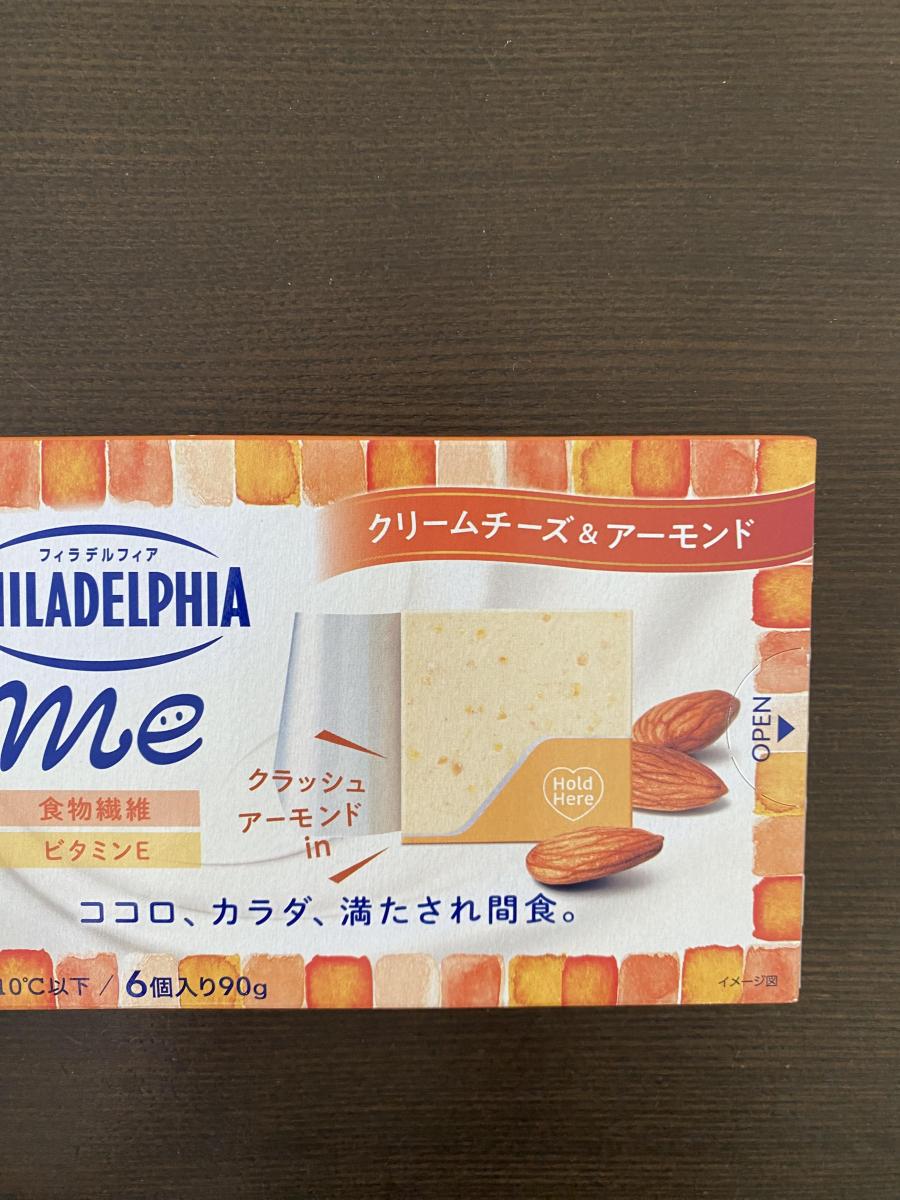 クリームチーズ&アーモンド
フィラデルフィア
HILADELPHIA
me
食物繊維
ビタミンE
クラッシュ
アーモンド
in
Hold
Here
OPEN
ココロ、カラダ、満たされ間食。
10℃以下 / 6個入り90g
イメージ図